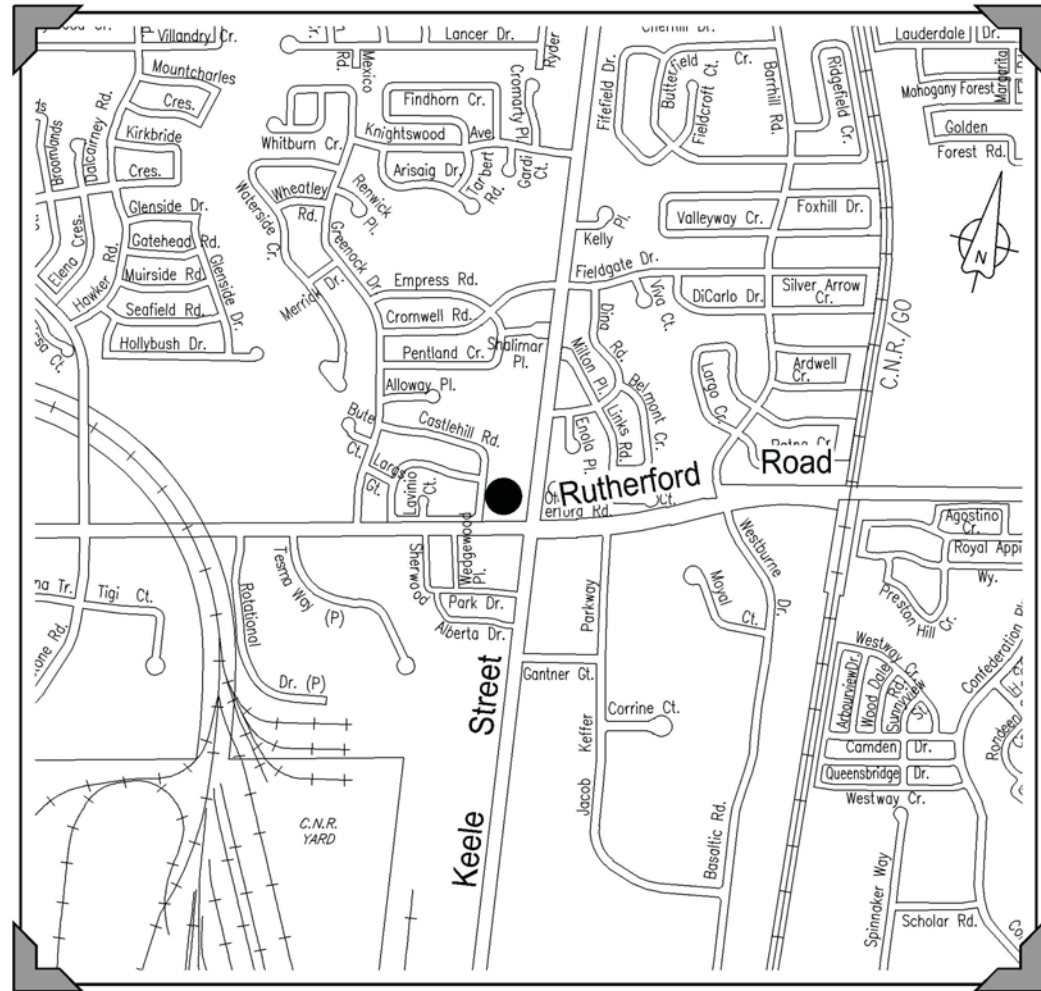 Villandry Cr.
Lancer Dr.
Lauderdale Dr.
Mexico
Rd.
Ryder
Mountcharles
Cres.
Findhorn Cr.
Cromarty Pl.
Fifefield Dr.
Butterfield
Cr.
Fieldcroft Ct.
Barrhill Rd.
Ridgefield Cr.
Mahogany Forest
Margarita
Golden
Forest Rd.
Broomlands
Dalcairney Rd.
Kirkbride
Cres.
Whitburn Cr.
Knightswood
Ave.
Arisaig Dr.
Tarbert
Rd.
Gardi
Ct.
Wheatley
Rd.
Renwick
Pl.
Waterside Cr.
Glenside Dr.
Gatehead Rd.
Muirside Rd.
Seafield Rd.
Hollybush Dr.
Glenside Dr.
Elena Cres.
Hawker Rd.
Greenock Dr.
Merrick Dr.
Empress Rd.
Cromwell Rd.
Pentland Cr.
Shalimar
Pl.
Alloway Pl.
Castlehill Rd.
Bute
Ct.
Largs
Gt.
Lavinio
Ct.
Kelly Pl.
Fieldgate Dr.
Valleyway Cr.
Foxhill Dr.
Viva Ct.
DiCarlo Dr.
Silver Arrow
Cr.
Dina
Rd.
Milton Pl.
Belmont Cr.
Links Rd.
Enola Pl.
Largo Cr.
Ardwell
Cr.
C.N.R./GO
N
Rutherford
Road
Ct.
Wedgewood
Pl.
Sherwood
Park Dr.
Alberta Dr.
Tigi Ct.
Rotational
Dr. (P)
Tesma Way
(P)
Westburne
Dr.
Moyal
Ct.
Parkway
Gantner Gt.
Corrine Ct.
Keffer
Jacob
Basaltic Rd.
Agostino
Cr.
Royal Appi
Wy.
Preston Hill Cr.
Westway Cr.
ArbourviewDr.
Wood Dale
Rd.
Sunnyview
St.
Confederation
Camden Dr.
Queensbridge Dr.
Westway Cr.
Spinnaker Way
Scholar Rd.
C.N.R.
YARD
Keele Street